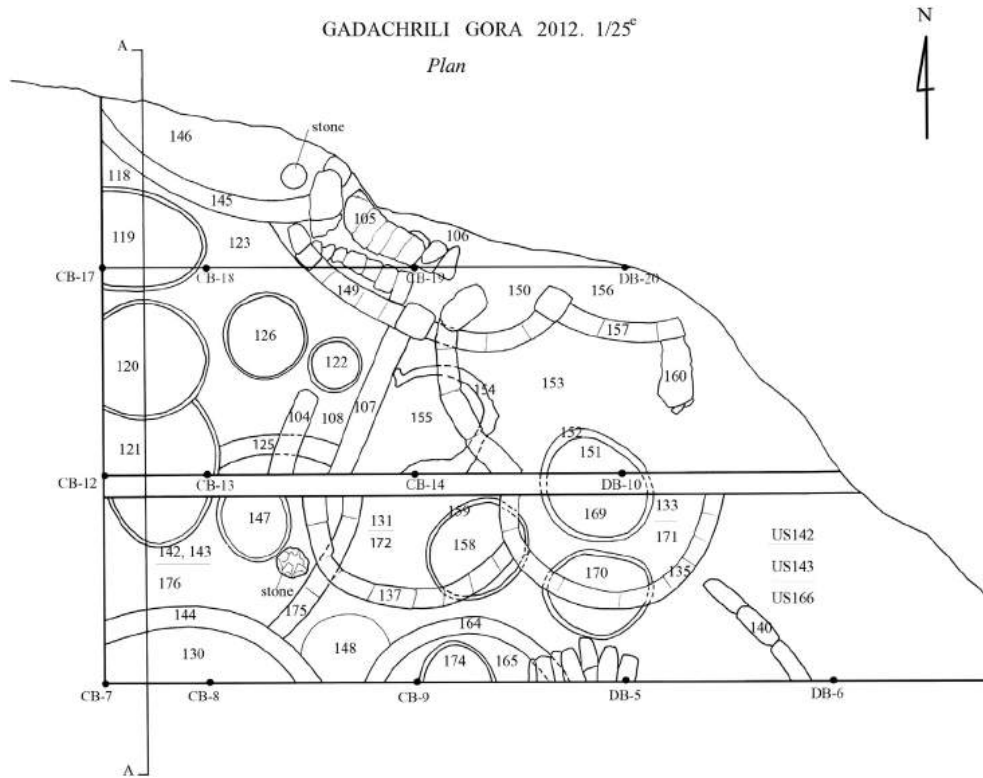 GADACHRILI GORA 2012. 1/25e
Plan
N
A
146
stone
118
145
105
106
119
123
CB-17
CB-18
CB-19
DB-20
149
150
156
157
126
122
120
160
153
154
107
104
108
155
121
125
152
151
CB-12
CB-13
CB-14
DB-10
147
131
172
159
158
169
133
171
US142
142, 143
176
stone
170
135
US143
US166
137
175
144
164
140
148
130
174
165
CB-7
CB-8
CB-9
DB-5
DB-6
A